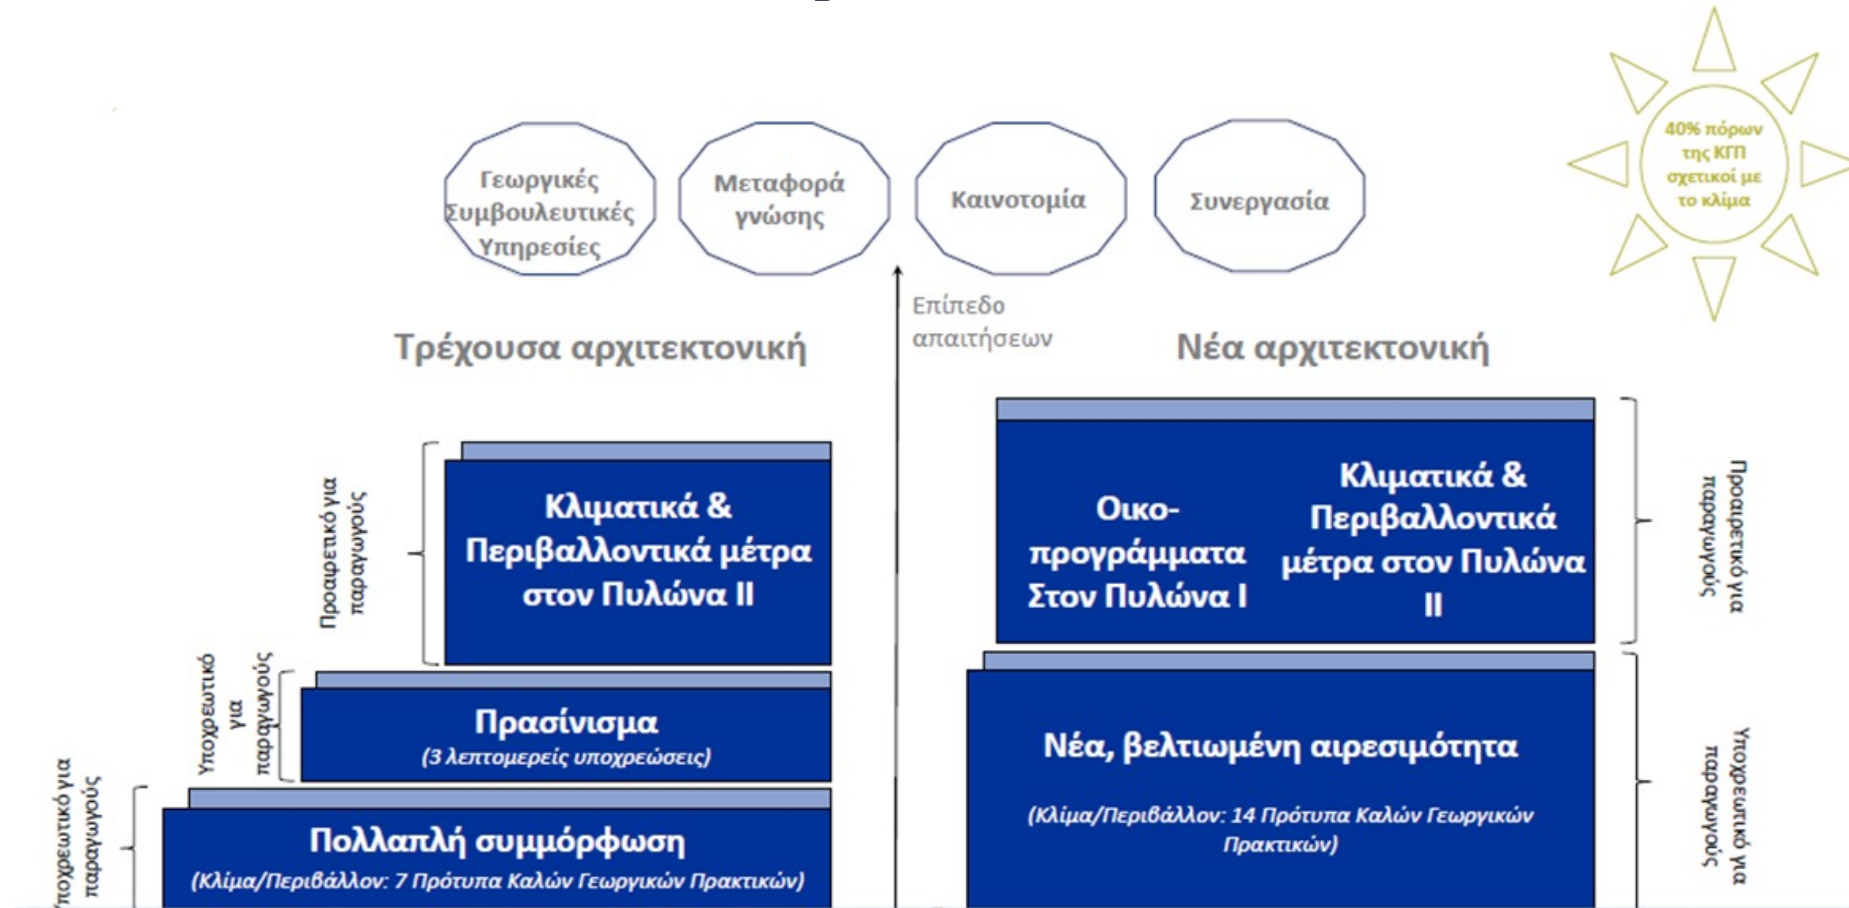 Γεωργικές
Συμβουλευτικές
Υπηρεσίες
Μεταφορά
γνώσης
Καινοτομία
Συνεργασία
40% πόρων
της ΚΓΠ
σχετικοί με
το κλίμα
Επίπεδο
απαιτήσεων
Τρέχουσα αρχιτεκτονική
Νέα αρχιτεκτονική
Προαιρετικό για
παραγωγούς
Κλιματικά &
Περιβαλλοντικά μέτρα
στον Πυλώνα ΙΙ
Υποχρεωτικό
για
παραγωγούς
Πρασίνισμα
(3 λεπτομερείς υποχρεώσεις)
Υποχρεωτικό για
παραγωγούς
Πολλαπλή συμμόρφωση
(Κλίμα/Περιβάλλον: 7 Πρότυπα Καλών Γεωργικών Πρακτικών)
Οικο-
προγράμματα
Στον Πυλώνα Ι
Κλιματικά &
Περιβαλλοντικά
μέτρα στον Πυλώνα
ΙΙ
Προαιρετικό για
παραγωγούς
Νέα, βελτιωμένη αιρεσιμότητα
(Κλίμα/Περιβάλλον: 14 Πρότυπα Καλών Γεωργικών
Πρακτικών)
Υποχρεωτικό για
παραγωγούς